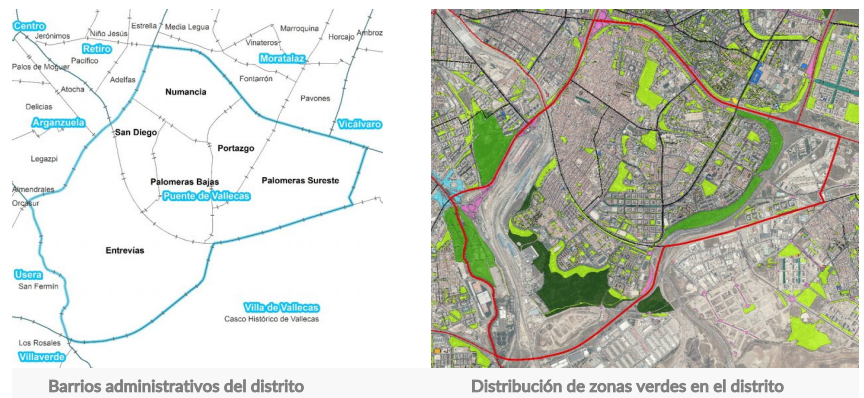 Centro
Estrella
Media Legua
Marroquina
Ambroz
Jerónimos
Niño Jesús
Horcajo
Retiro
Vinateros
Pacífico
Moratalaz
Palos de Moguer
Adelfas
Fontarrón
Atocha
Numancia
Pavones
Delicias
Arganzuela
San Diego
Vicálvaro
Portazgo
Legazpi
Palomeras Bajas
Palomeras Sureste
Almendrales
Puente de Vallecas
Orcasur
Entrevías
Usera
San Fermín
Villa de Vallecas
Casco Histórico de Vallecas
Los Rosales
Villaverde
Barrios administrativos del distrito
Distribución de zonas verdes en el distrito